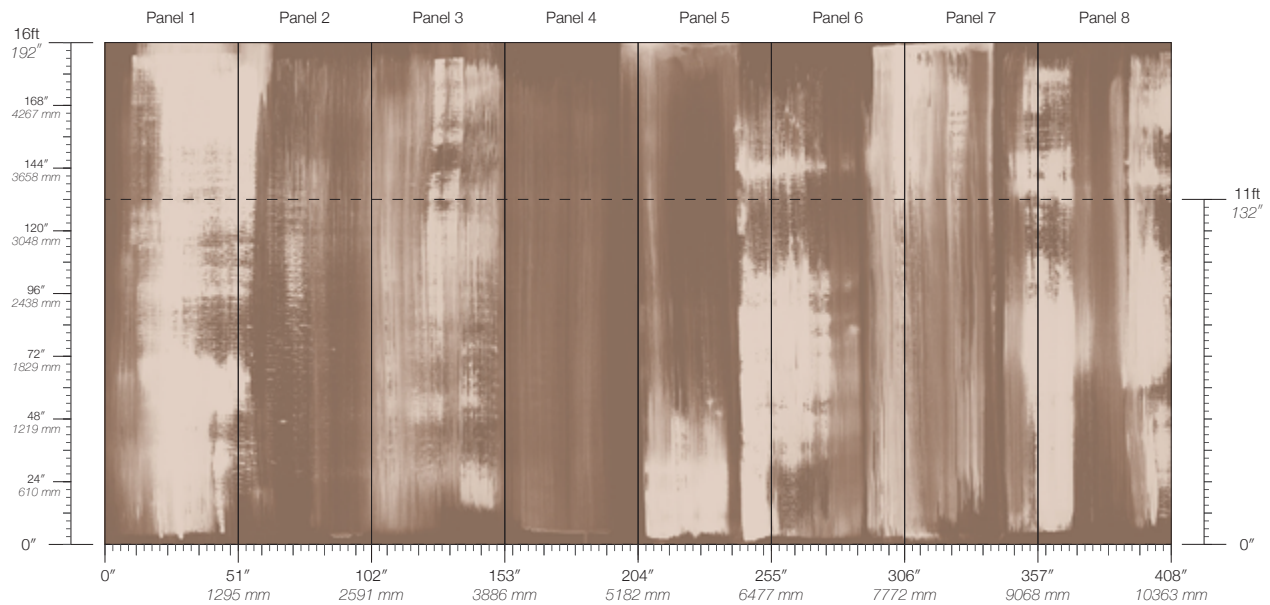 Panel 1 Panel 2 Panel 3 Panel 4 Panel 5 Panel 6 Panel 7 Panel 8
16ft
192″
168″
4267 mm
144″
3658 mm
11ft
132″
120″
3048 mm
96″
2438 mm
72″
1829 mm
48″
1219 mm
24″
610 mm
0″ 0″
0″ 51″ 102″ 153″ 204″ 255″ 306″ 357″ 408″
1295 mm 2591 mm 3886 mm 5182 mm 6477 mm 7772 mm 9068 mm 10363 mm